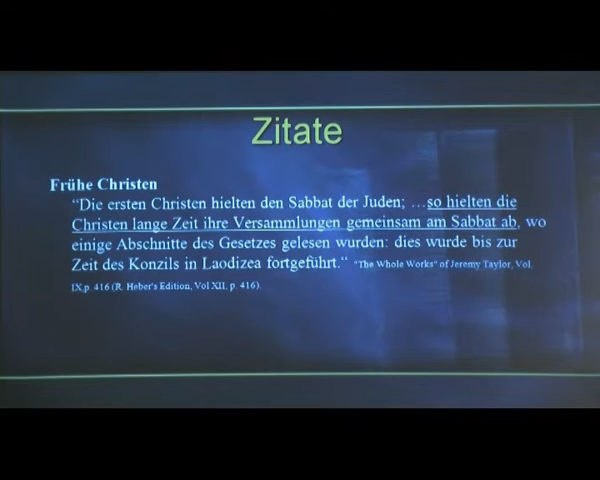 Zitate
Frühe Christen
“Die ersten Christen hielten den Sabbat der Juden; …so hielten die
Christen lange Zeit ihre Versammlungen gemeinsam am Sabbat ab, wo
einige Abschnitte des Gesetzes gelesen wurden: dies wurde bis zur
Zeit des Konzils in Laodizea fortgeführt.“ "The Whole Works" of Jeremy Taylor, Vol.
IX,p. 416 (R. Heber's Edition, Vol XII, p. 416).